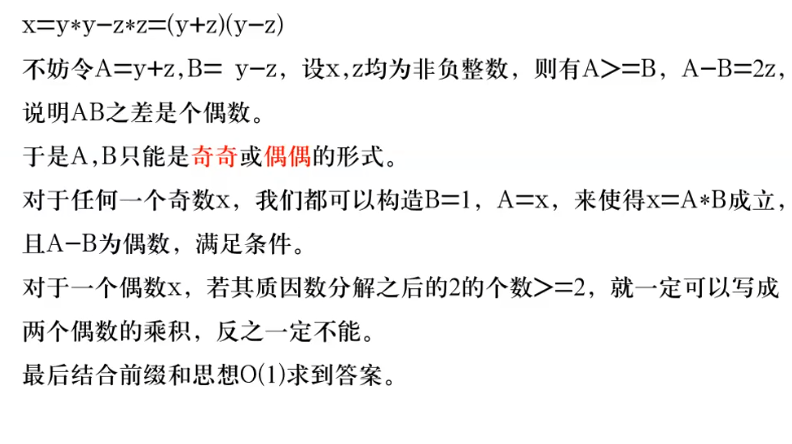 x=y*y-z*z=(y+z)(y-z)
不妨令A=y+z,B= y-z，设x,z均为非负整数，则有A>=B，A-B=2z，
说明AB之差是个偶数。
于是A,B只能是奇奇或偶偶的形式。
对于任何一个奇数x，我们都可以构造B=1，A=x，来使得x=A*B成立，
且A-B为偶数，满足条件。
对于一个偶数x，若其质因数分解之后的2的个数>=2，就一定可以写成
两个偶数的乘积，反之一定不能。
最后结合前缀和思想O(1)求到答案。